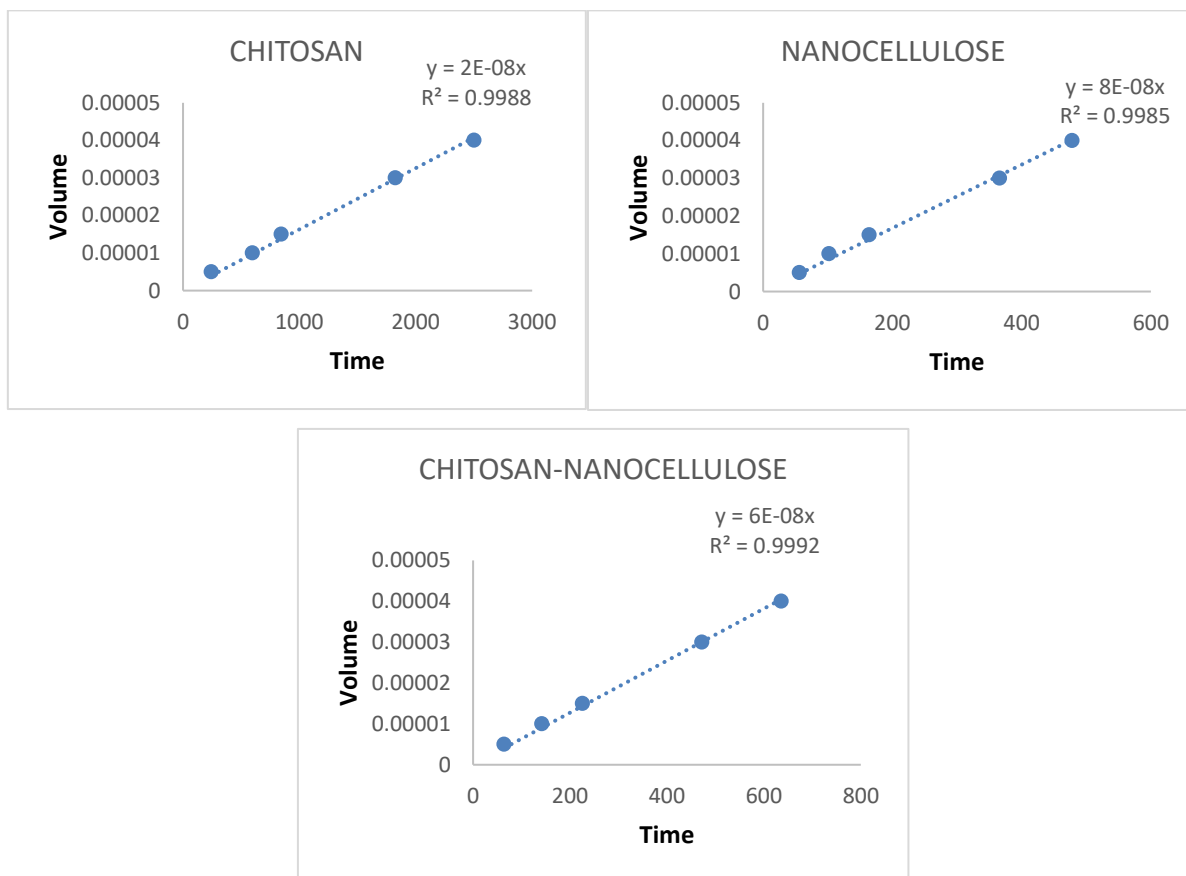 CHITOSAN
y = 2E-08x
R² = 0.9988
0.00005
0.00004
0.00003
0.00002
0.00001
0
Volume
0 1000 2000 3000
Time
NANOCELLULOSE
y = 8E-08x
R² = 0.9985
0.00005
0.00004
0.00003
0.00002
0.00001
0
Volume
0 200 400 600
Time
CHITOSAN-NANOCELLULOSE
y = 6E-08x
R² = 0.9992
0.00005
0.00004
0.00003
0.00002
0.00001
0
Volume
0 200 400 600 800
Time